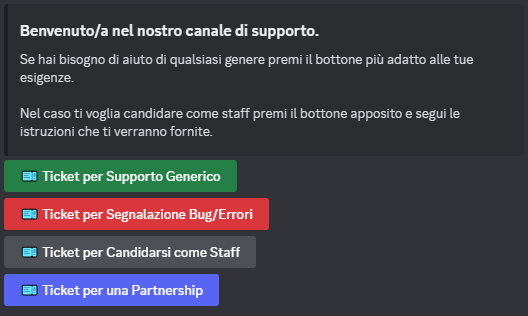 Benvenuto/a nel nostro canale di supporto.
Se hai bisogno di aiuto di qualsiasi genere premi il bottone più adatto alle tue
esigenze.
Nel caso ti voglia candidare come staff premi il bottone apposito e segui le
istruzioni che ti verranno fornite.
Ticket per Supporto Generico
Ticket per Segnalazione Bug/Errori
Ticket per Candidarsi come Staff
Ticket per una Partnership